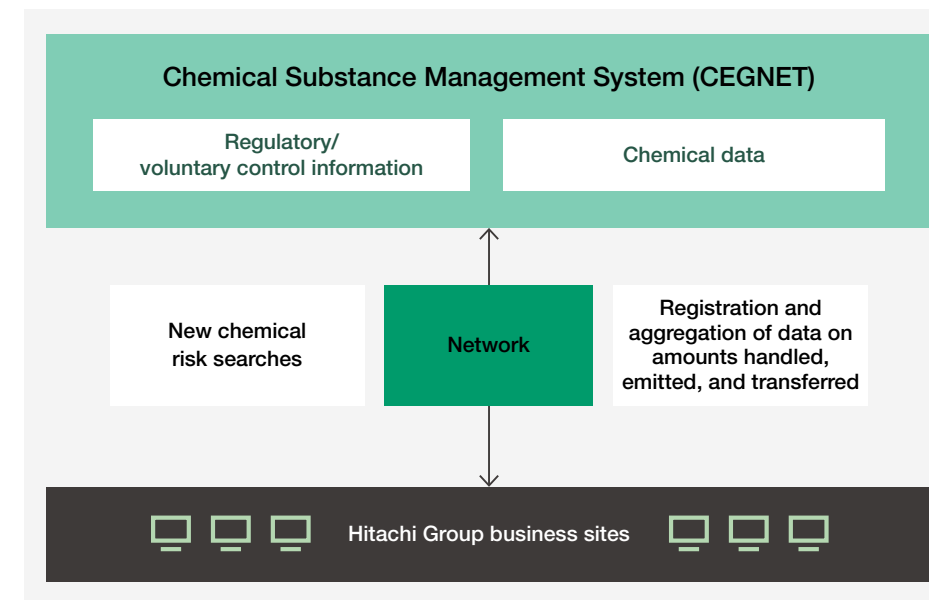 Chemical Substance Management System (CEGNET)
Regulatory/
voluntary control information
Chemical data
New chemical
risk searches
Network
Registration and
aggregation of data on
amounts handled,
emitted, and transferred
Hitachi Group business sites